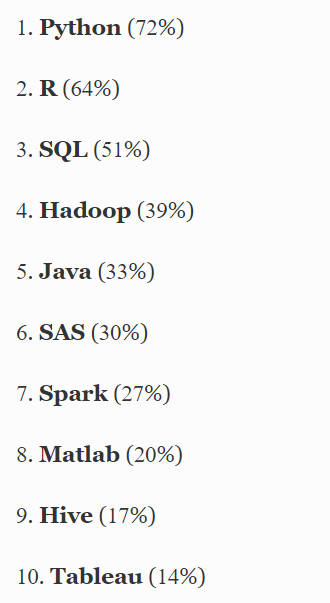 1. Python (72%)
2. R (64%)
3. SQL (51%)
4. Hadoop (39%)
5. Java (33%)
6. SAS (30%)
7. Spark (27%)
8. Matlab (20%)
9. Hive (17%)
10. Tableau (14%)